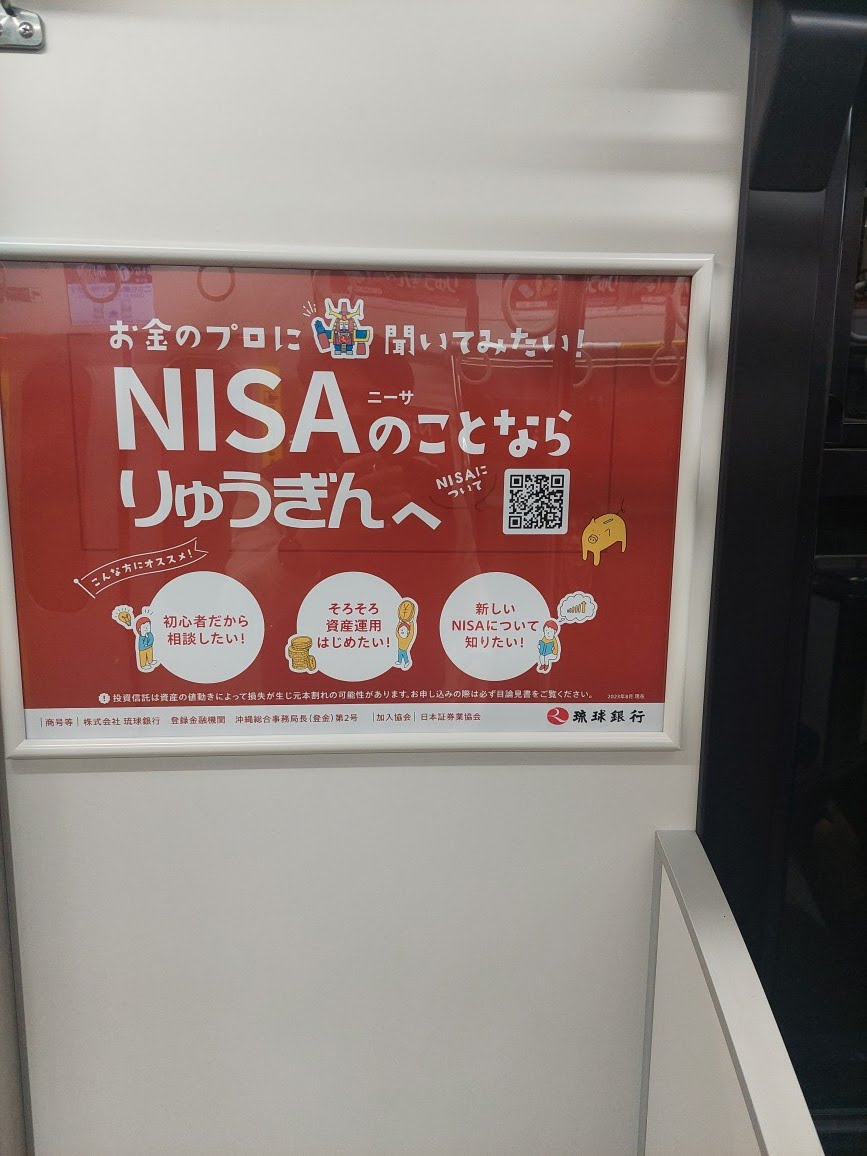 お金のプロに 聞いてみたい!
ニーサ
NISAのことなら
りゅうぎんへ
NISAに
ついて
こんな方にオススメ!
初心者だから
相談したい!
そろそろ
資産運用
はじめたい!
新しい
NISAについて
知りたい!
投資信託は資産の値動きによって損失が生じ元本割れの可能性があります。お申し込みの際は必ず目論見書をご覧ください。
2023年8月 現在
|商号等| 株式会社 琉球銀行 登録金融機関 沖縄総合事務局長(登金)第2号 |加入協会| 日本証券業協会
琉球銀行